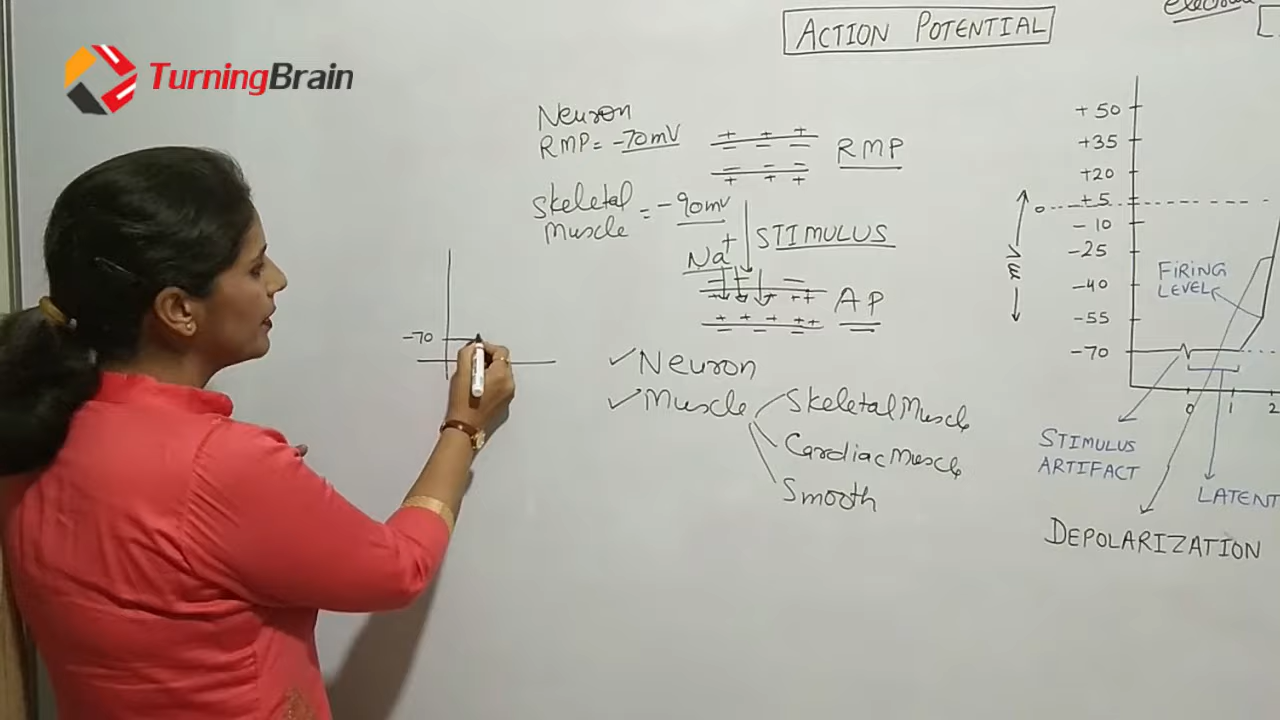 TurningBrain
ACTION POTENTIAL
Neuron
RMP = -70mV
RMP
Skeletal
Muscle = -90mV
STIMULUS
Na+
AP
✓Neuron
✓Muscle
Skeletal Muscle
Cardiac Muscle
Smooth
-70
+50
+35
+20
+5
0
-10
-25
-40
-55
-70
mV
0 1 2
FIRING
LEVEL
STIMULUS
ARTIFACT
LATENT
DEPOLARIZATION